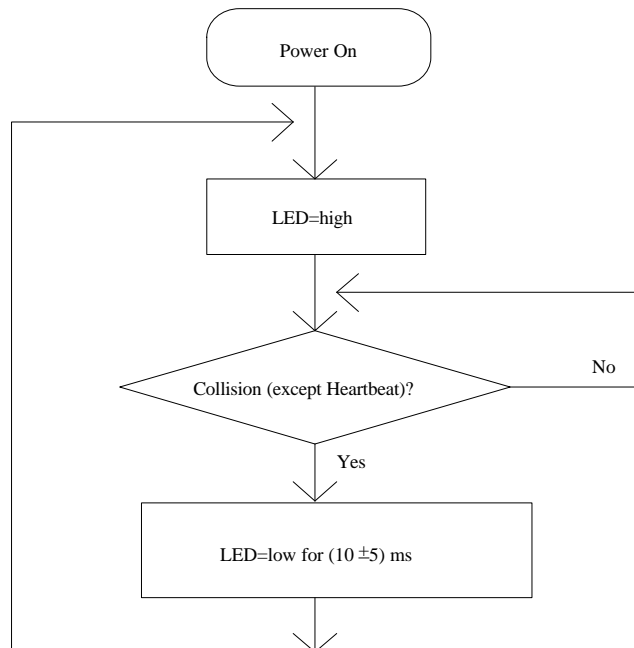 Power On
LED=high
Collision (except Heartbeat)?
No
Yes
LED=low for (10 ±5) ms